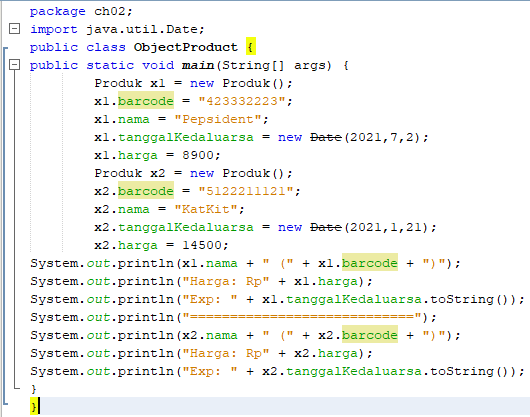 package ch02;
import java.util.Date;
public class ObjectProduct {
public static void main(String[] args) {
Produk x1 = new Produk();
x1.barcode = "423332223";
x1.nama = "Pepsident";
x1.tanggalKedaluarsa = new Date(2021,7,2);
x1.harga = 8900;
Produk x2 = new Produk();
x2.barcode = "5122211121";
x2.nama = "KatKit";
x2.tanggalKedaluarsa = new Date(2021,1,21);
x2.harga = 14500;
System.out.println(x1.nama + " (" + x1.barcode + ")");
System.out.println("Harga: Rp" + x1.harga);
System.out.println("Exp: " + x1.tanggalKedaluarsa.toString());
System.out.println("============================");
System.out.println(x2.nama + " (" + x2.barcode + ")");
System.out.println("Harga: Rp" + x2.harga);
System.out.println("Exp: " + x2.tanggalKedaluarsa.toString());
}
}